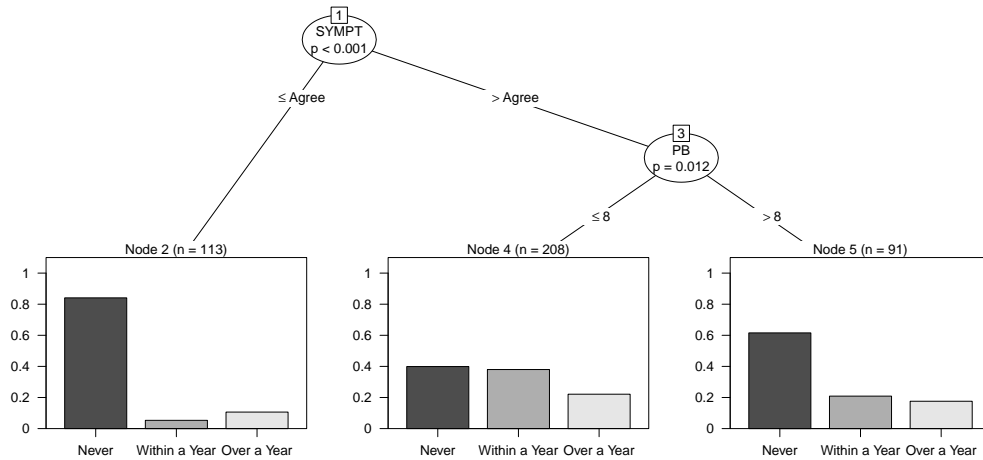 1
SYMPT
p < 0.001
≤ Agree
> Agree
3
PB
p = 0.012
≤ 8
> 8
Node 2 (n = 113)
1
0.8
0.6
0.4
0.2
0
Never Within a Year Over a Year
Node 4 (n = 208)
1
0.8
0.6
0.4
0.2
0
Never Within a Year Over a Year
Node 5 (n = 91)
1
0.8
0.6
0.4
0.2
0
Never Within a Year Over a Year